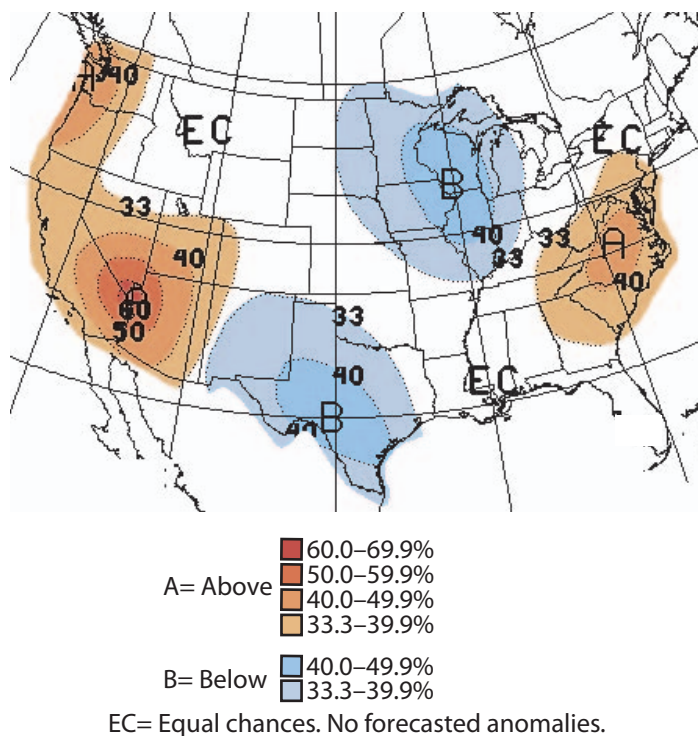 A 40
EC
EC
B
33
40
33
A
33
40
40
60
50
33
40
EC
B
A= Above
60.0–69.9%
50.0–59.9%
40.0–49.9%
33.3–39.9%
B= Below
40.0–49.9%
33.3–39.9%
EC= Equal chances. No forecasted anomalies.